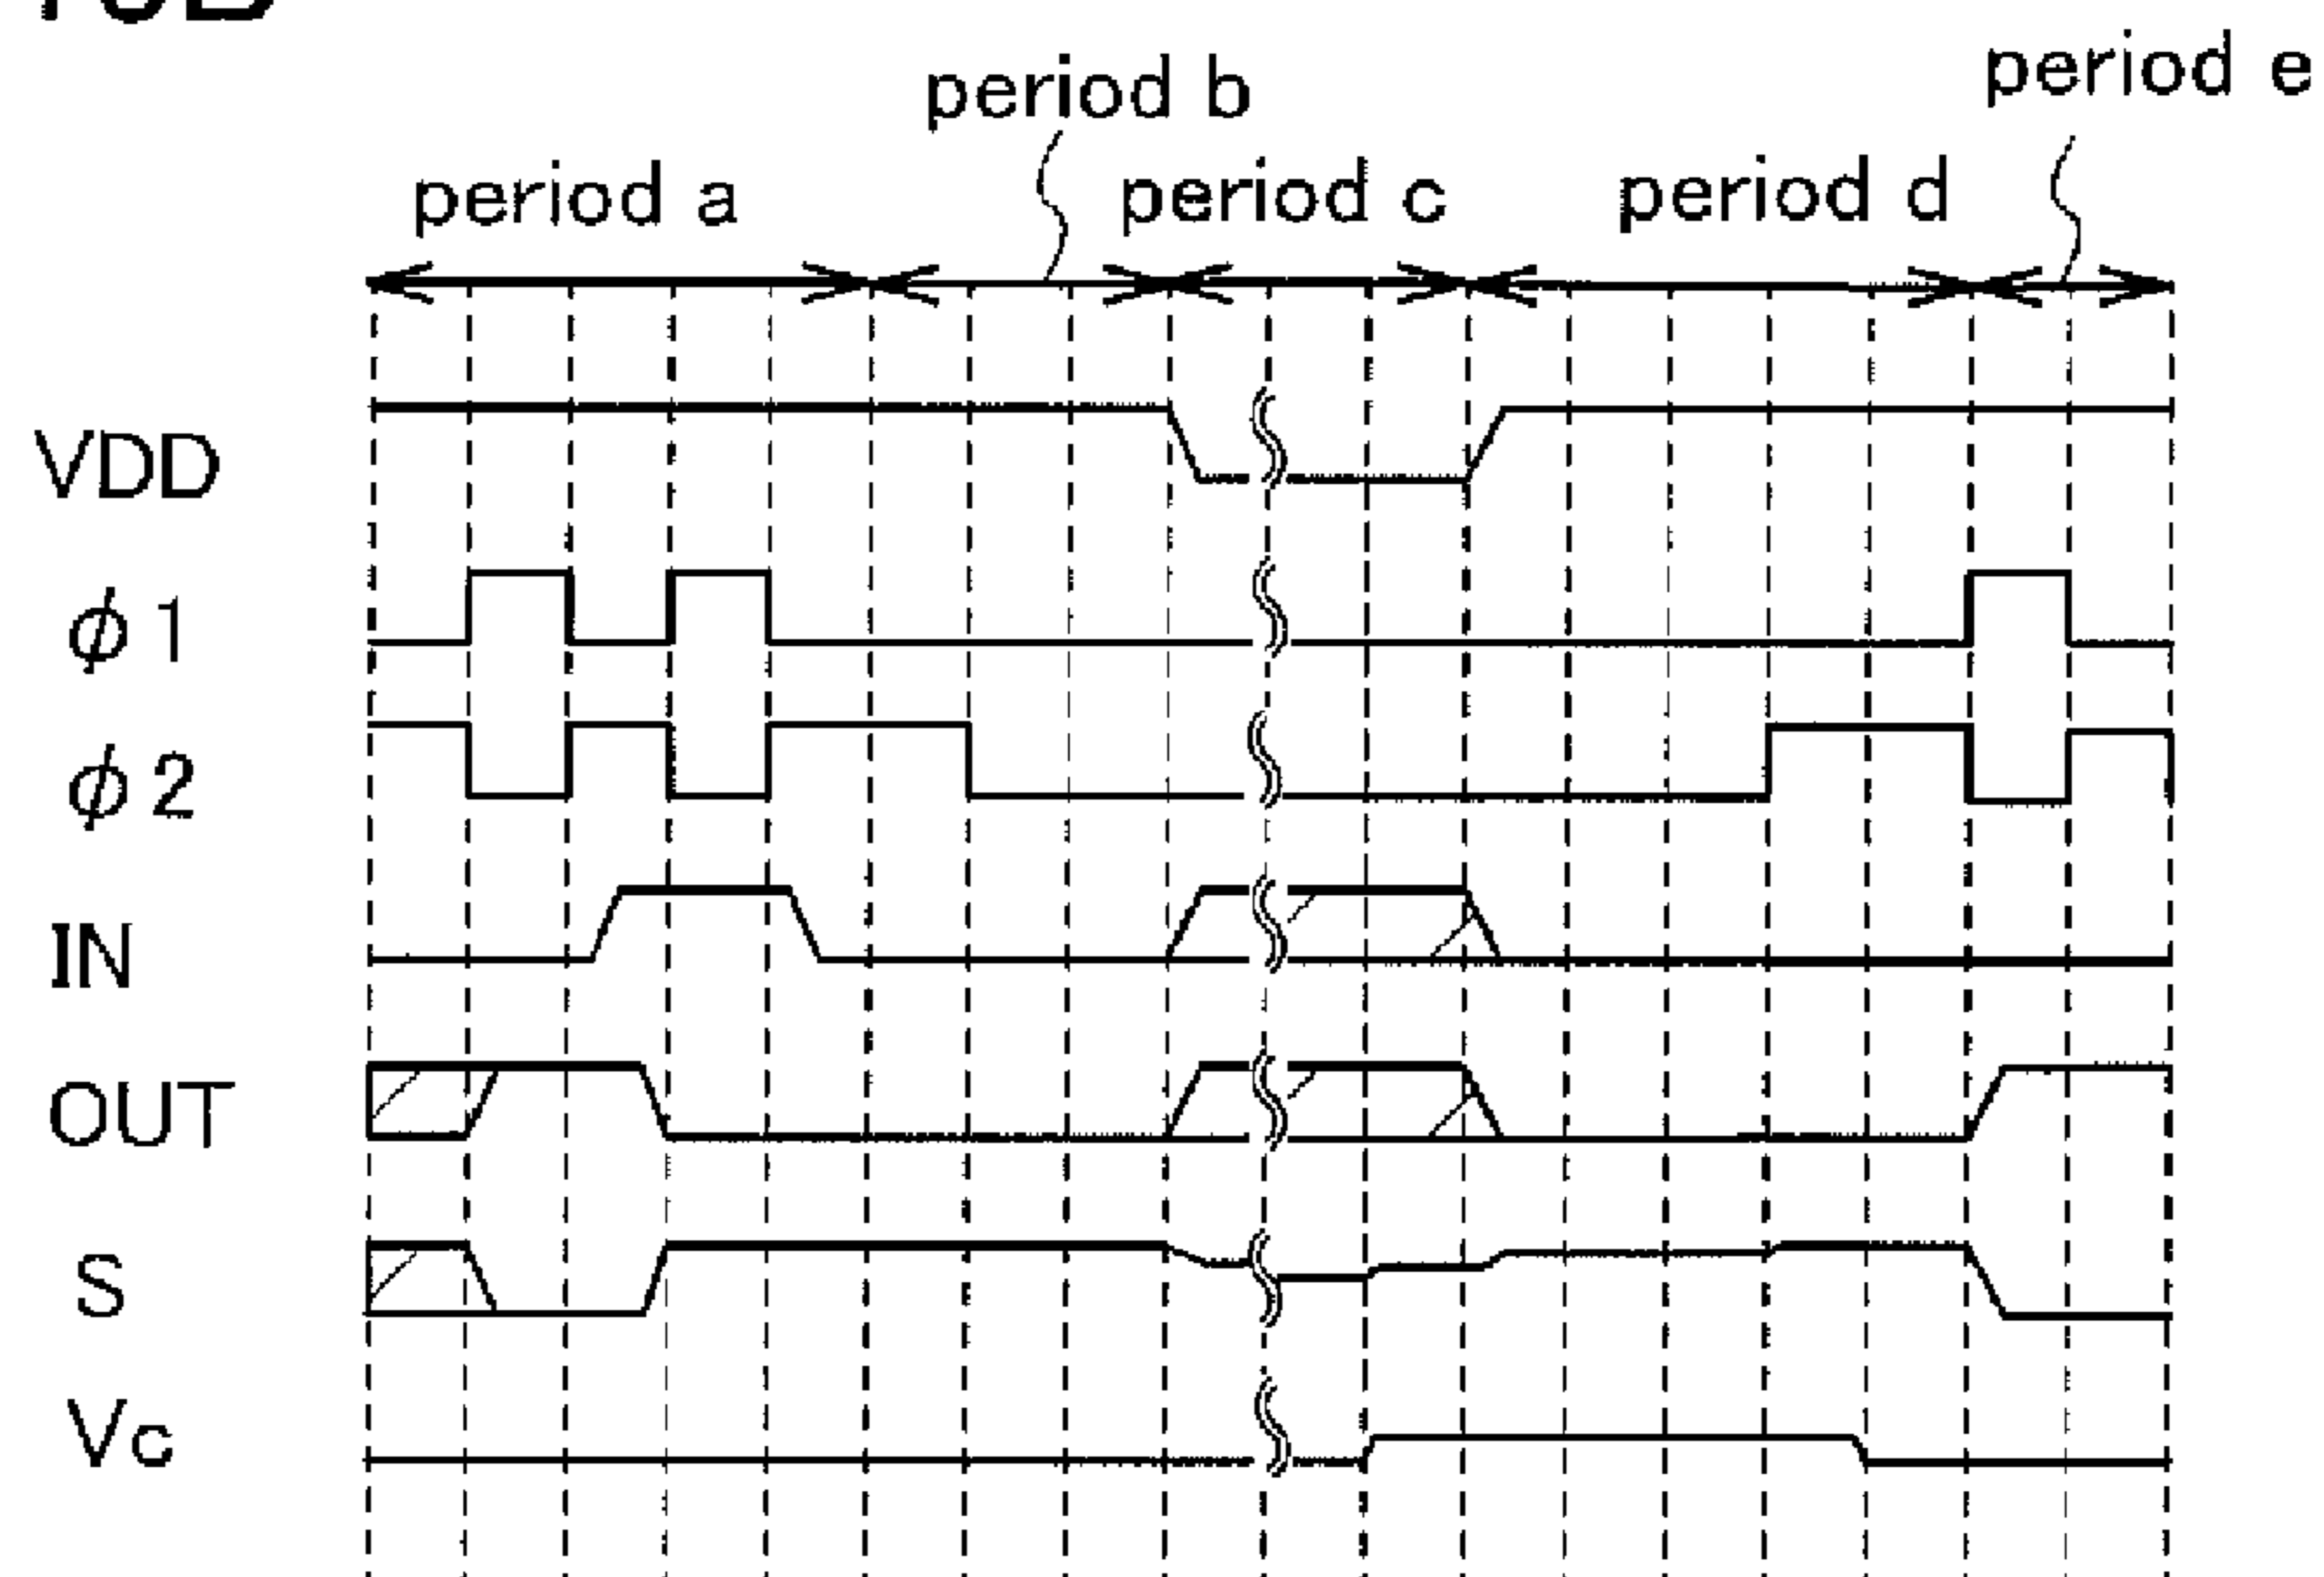 period b
period e
period a
period c
period d
VDD
φ1
φ2
IN
OUT
S
Vc